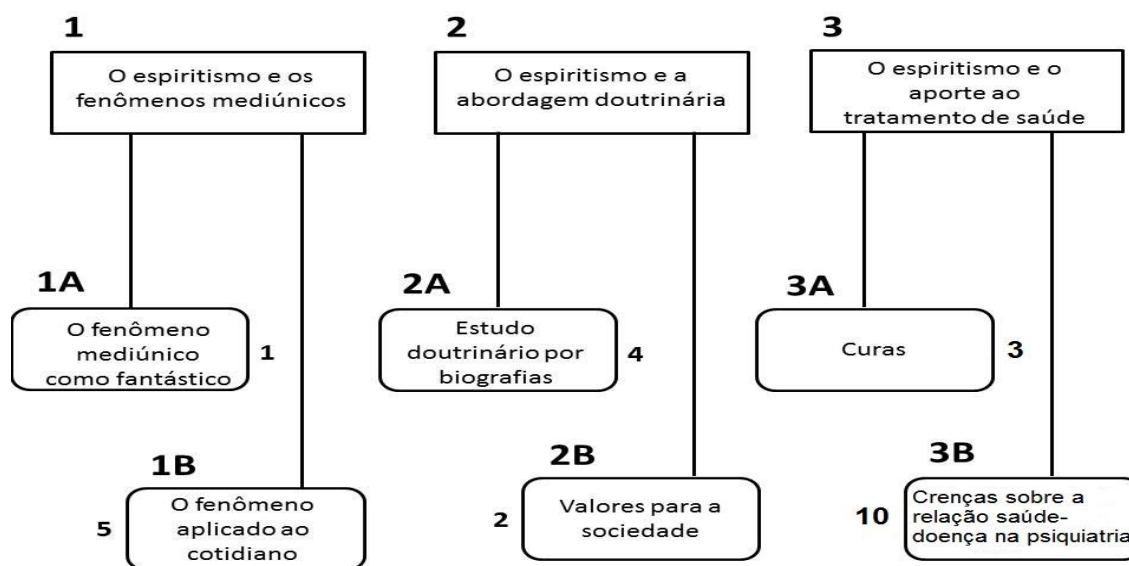 1
O espiritismo e os
fenômenos mediúnicos
2
O espiritismo e a
abordagem doutrinária
3
O espiritismo e o
aporte ao
tratamento de saúde
1A
O fenômeno
mediúnico
como fantástico
1
2A
Estudo
doutrinário por
biografias
4
3A
Curas
3
1B
O fenômeno
aplicado ao
cotidiano
5
2B
Valores para a
sociedade
2
3B
Crenças sobre a
relação saúde-
doença na psiquiatria
10